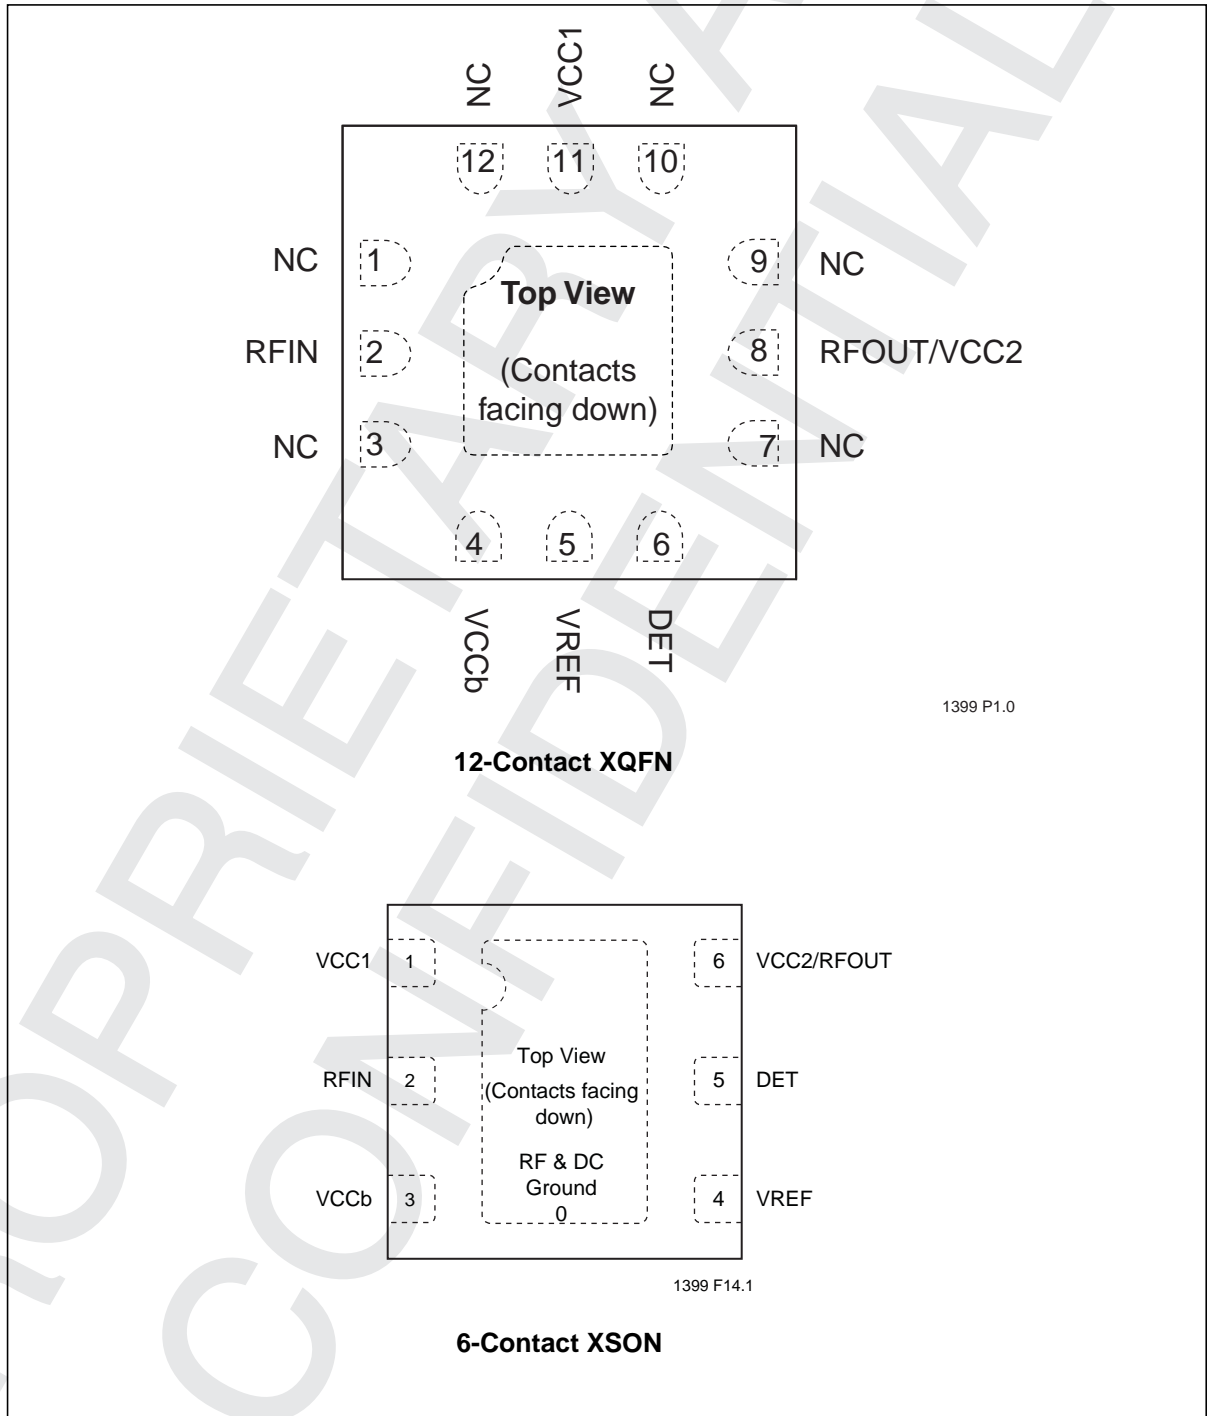 NC
VCC1
NC
12
11
10
NC
1
9
NC
Top View
RFIN
2
8
RFOUT/VCC2
(Contacts
facing down)
NC
3
7
NC
4
5
6
VCCb
VREF
DET
1399 P1.0
12-Contact XQFN
VCC1
1
6
VCC2/RFOUT
Top View
RFIN
2
(Contacts facing
down)
5
DET
RF & DC
Ground
0
VCCb
3
4
VREF
1399 F14.1
6-Contact XSON
CONFIDENTIAL